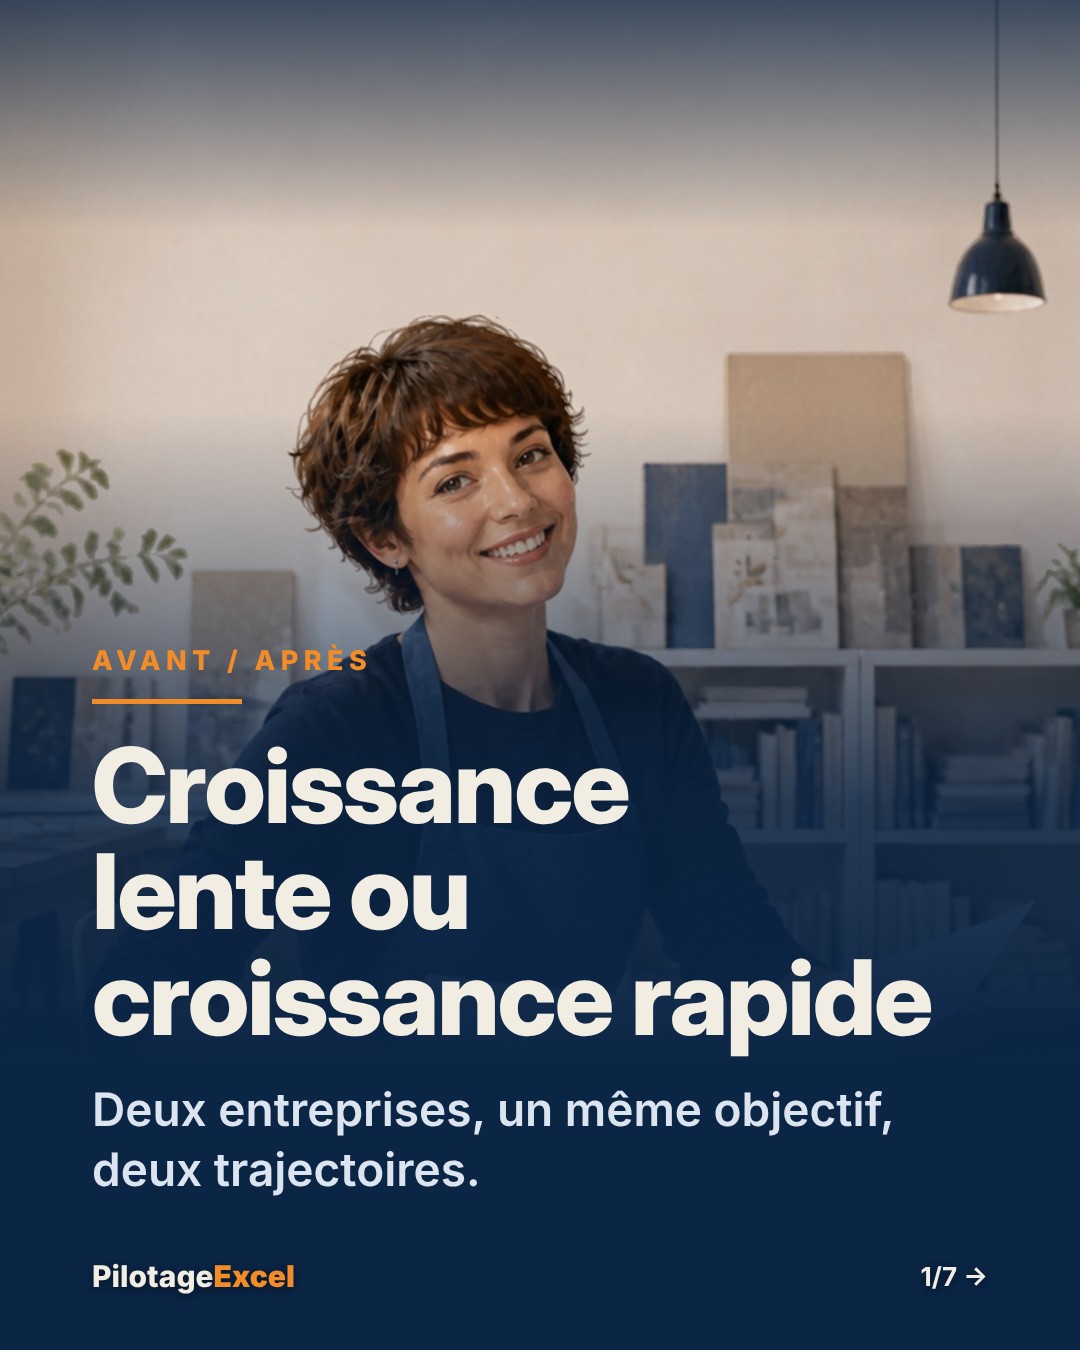 AVANT / APRÈS
Croissance
lente ou
croissance rapide
Deux entreprises, un même objectif,
deux trajectoires.
PilotageExcel
1/7 →